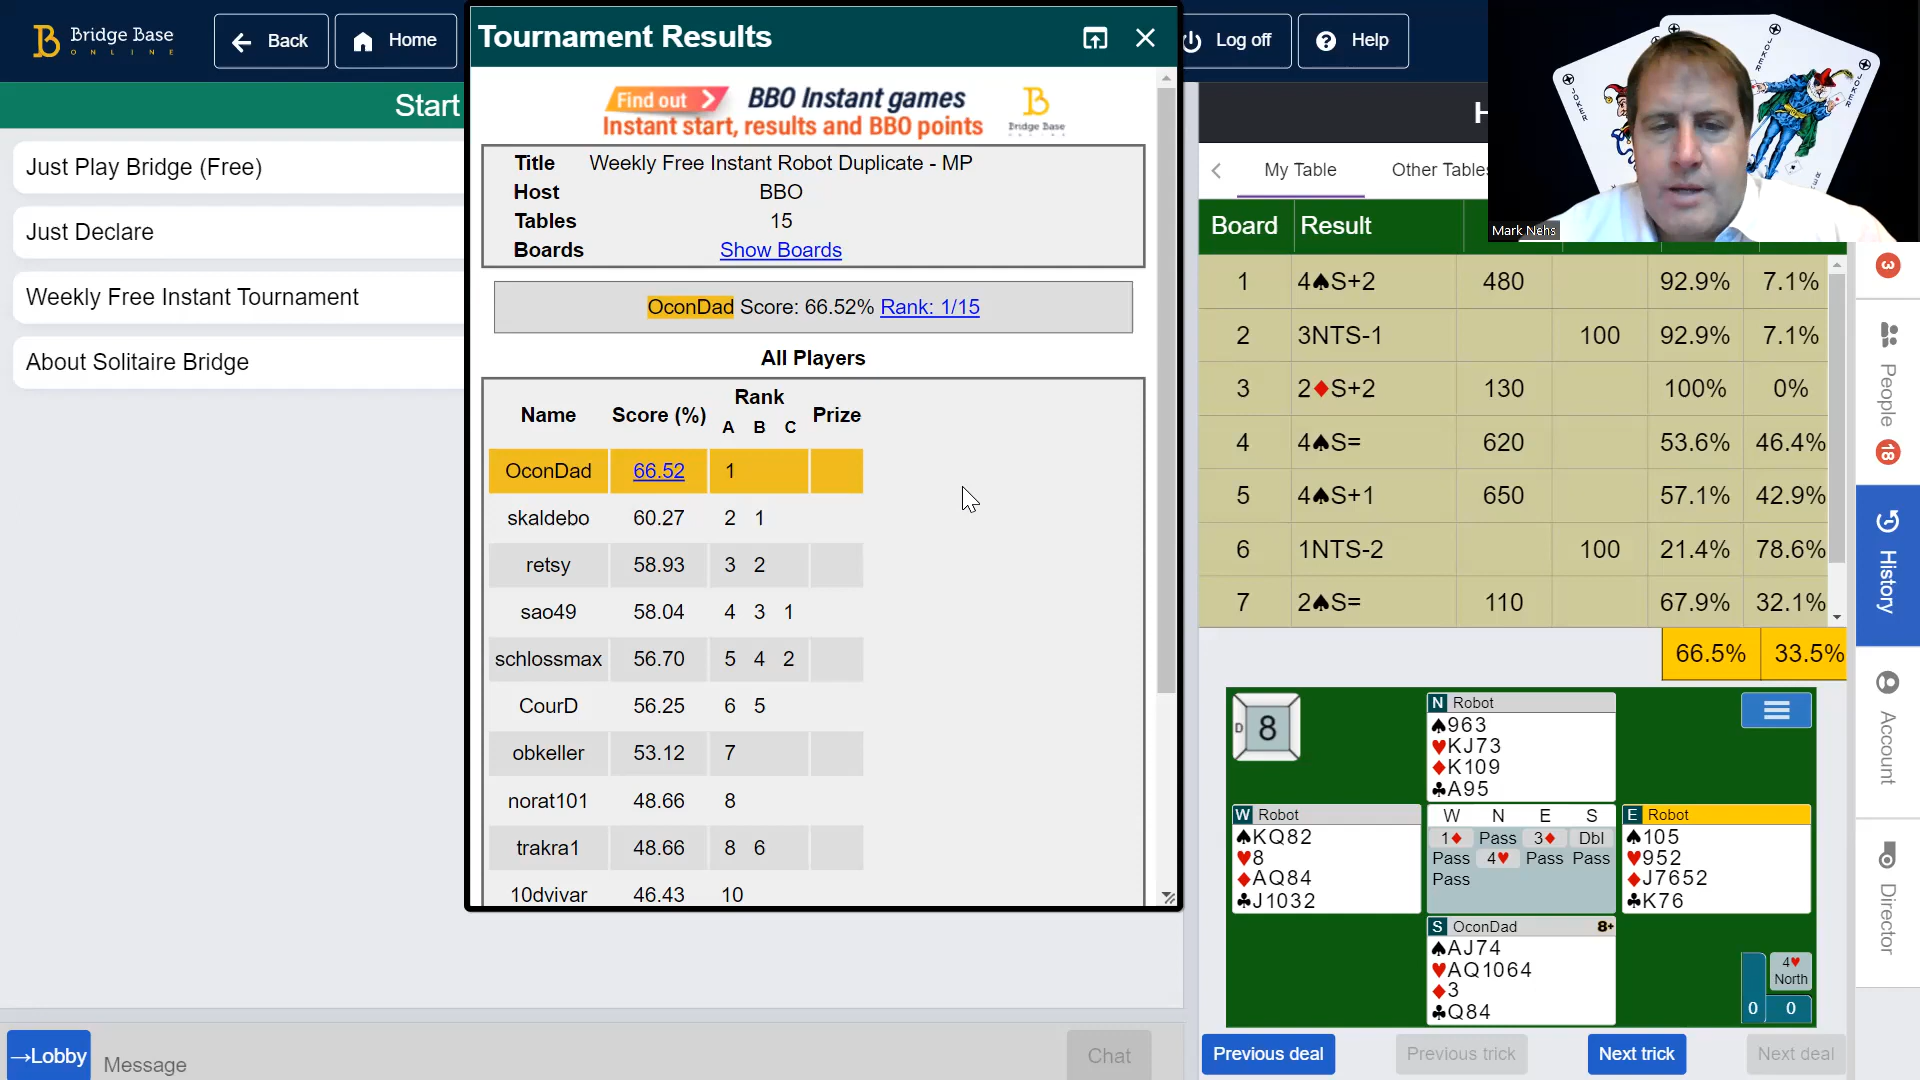 Bridge Base
ONLINE
Back
Home
Log off
Help
Start
Just Play Bridge (Free)
Just Declare
Weekly Free Instant Tournament
About Solitaire Bridge
Tournament Results
Find out
BBO Instant games
Instant start, results and BBO points
Bridge Base
Title Weekly Free Instant Robot Duplicate - MP
Host BBO
Tables 15
Boards Show Boards
OconDad Score: 66.52% Rank: 1/15
All Players
Name Score (%) Rank Prize
A B C
OconDad 66.52 1
skaldebo 60.27 2 1
retsy 58.93 3 2
sao49 58.04 4 3 1
schlossmax 56.70 5 4 2
CourD 56.25 6 5
obkeller 53.12 7
norat101 48.66 8
trakra1 48.66 8 6
10dvivar 46.43 10
→Lobby
Message
Chat
H
My Table
Other Tables
JOKER
JOKER
JOKER
Mark Nehs
Board Result
1 4♠S+2 480 92.9% 7.1%
2 3NTS-1 100 92.9% 7.1%
3 2♦S+2 130 100% 0%
4 4♠S= 620 53.6% 46.4%
5 4♠S+1 650 57.1% 42.9%
6 1NTS-2 100 21.4% 78.6%
7 2♠S= 110 67.9% 32.1%
66.5% 33.5%
D 8
N Robot
♠963
♥KJ73
♦K109
♣A95
W Robot
♠KQ82
♥8
♦AQ84
♣J1032
W N E S
1♦ Pass 3♦ Dbl
Pass 4♥ Pass Pass
Pass
E Robot
♠105
♥952
♦J7652
♣K76
S OconDad 8+
♠AJ74
♥AQ1064
♦3
♣Q84
4♥
North
0 0
Previous deal
Previous trick
Next trick
Next deal
3
People
18
History
Account
Director